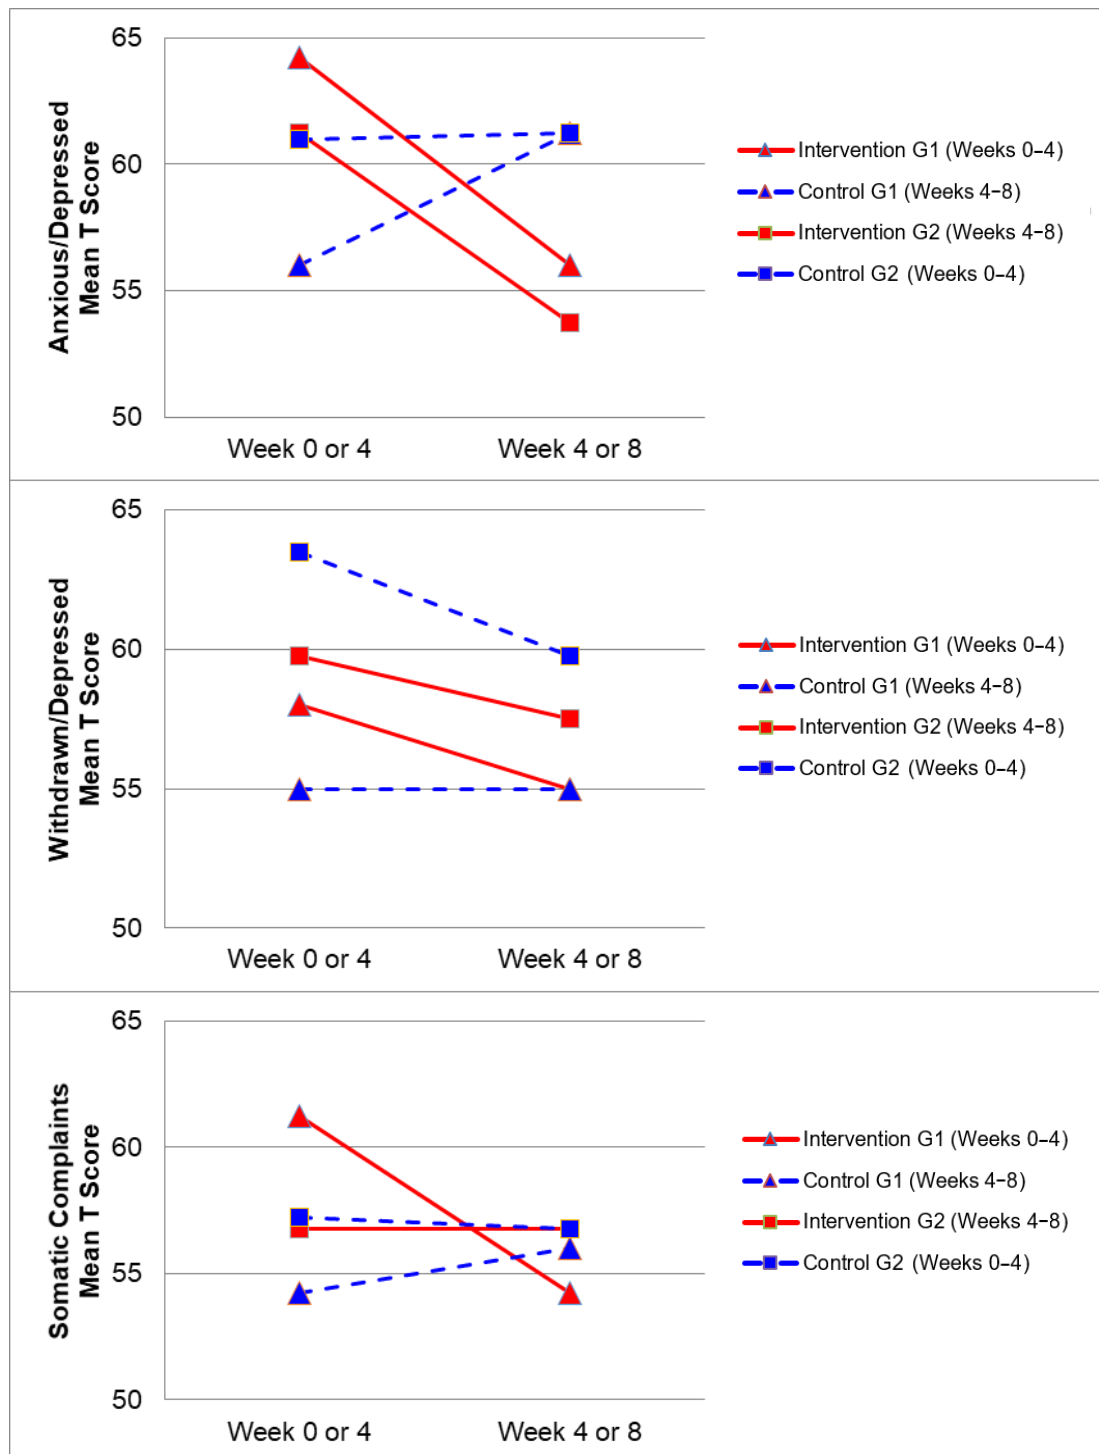 65
60
55
50
Anxious/Depressed
Mean T Score
Week 0 or 4
Week 4 or 8
Intervention G1 (Weeks 0–4)
Control G1 (Weeks 4–8)
Intervention G2 (Weeks 4–8)
Control G2 (Weeks 0–4)
65
60
55
50
Withdrawn/Depressed
Mean T Score
Week 0 or 4
Week 4 or 8
Intervention G1 (Weeks 0–4)
Control G1 (Weeks 4–8)
Intervention G2 (Weeks 4–8)
Control G2 (Weeks 0–4)
65
60
55
50
Somatic Complaints
Mean T Score
Week 0 or 4
Week 4 or 8
Intervention G1 (Weeks 0–4)
Control G1 (Weeks 4–8)
Intervention G2 (Weeks 4–8)
Control G2 (Weeks 0–4)